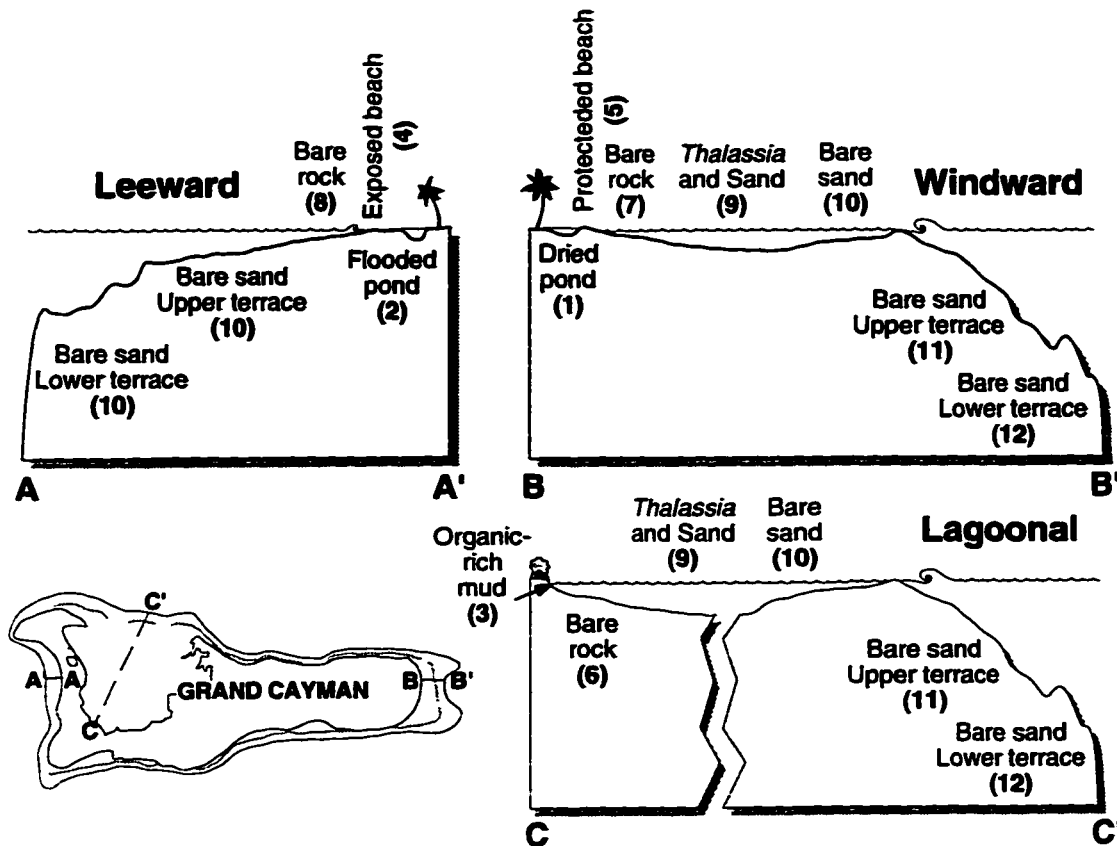 Leeward
Bare
rock
(8)
Exposed beach
(4)
Flooded
pond
(2)
Bare sand
Upper terrace
(10)
Bare sand
Lower terrace
(10)
A
A'
Protecteded beach
(5)
Bare
rock
(7)
Thalassia
and Sand
(9)
Bare
sand
(10)
Windward
Dried
pond
(1)
Bare sand
Upper terrace
(11)
Bare sand
Lower terrace
(12)
B
B'
Organic-
rich
mud
(3)
Thalassia
and Sand
(9)
Bare
sand
(10)
Lagoonal
Bare
rock
(6)
Bare sand
Upper terrace
(11)
Bare sand
Lower terrace
(12)
C
C'
C'
A
A
GRAND CAYMAN
B
B'
C